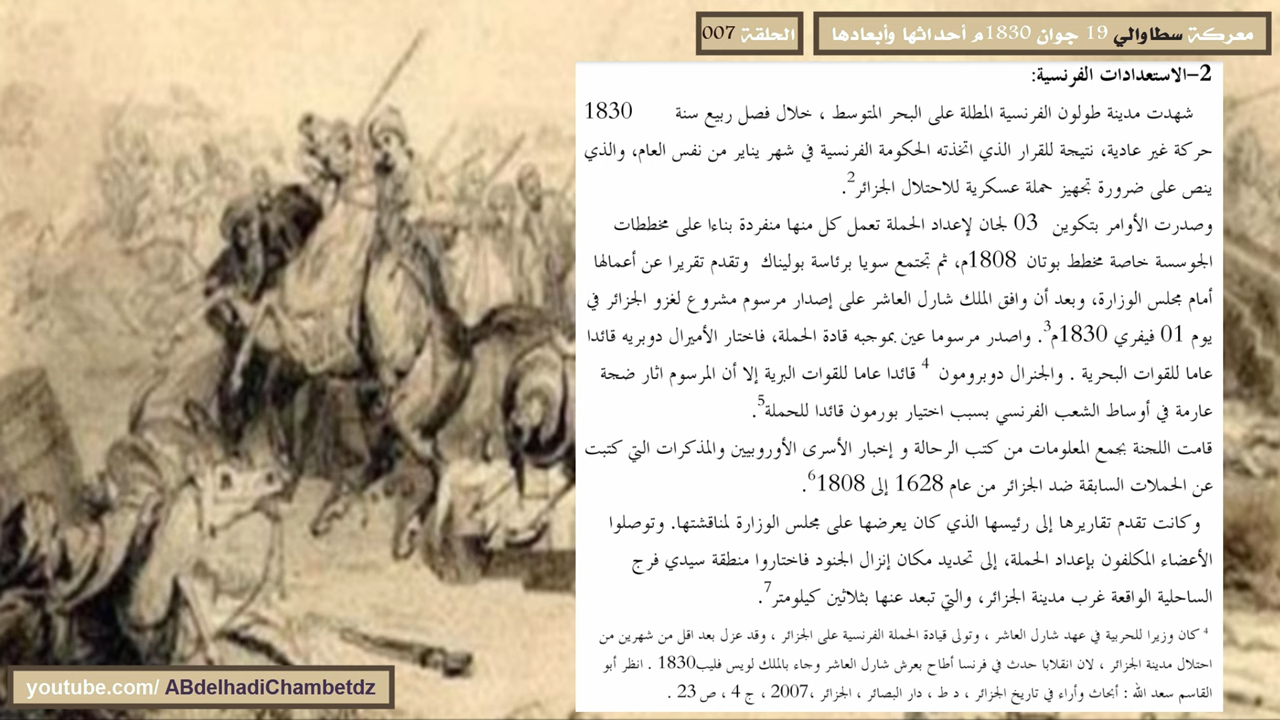 معركة سطاوالي 19 جوان 1830م أحداثها وأبعادها
الحلقة 007
2-الاستعدادات الفرنسية:
شهدت مدينة طولون الفرنسية المطلة على البحر المتوسط ، خلال فصل ربيع سنة 1830
حركة غير عادية، نتيجة للقرار الذي اتخذته الحكومة الفرنسية في شهر يناير من نفس العام، والذي
ينص على ضرورة تجهيز حملة عسكرية للاحتلال الجزائر2.
وصدرت الأوامر بتكوين 03 لجان لإعداد الحملة تعمل كل منها منفردة بناءا على مخططات
الجوسسة خاصة مخطط بوتان 1808م، ثم تجتمع سويا برئاسة بوليناك وتقدم تقريرا عن أعمالها
أمام مجلس الوزارة، وبعد أن وافق الملك شارل العاشر على إصدار مرسوم مشروع لغزو الجزائر في
يوم 01 فيفري 1830م3. واصدر مرسوما عين بموجبه قادة الحملة، فاختار الأميرال دوبريه قائدا
عاما للقوات البحرية . والجنرال دوبرومون 4 قائدا عاما للقوات البرية إلا أن المرسوم اثار ضجة
عارمة في أوساط الشعب الفرنسي بسبب اختيار بورمون قائدا للحملة5.
قامت اللجنة بجمع المعلومات من كتب الرحالة و إخبار الأسرى الأوروبيين والمذكرات التي كتبت
عن الحملات السابقة ضد الجزائر من عام 1628 إلى 1808 6.
وكانت تقدم تقاريرها إلى رئيسها الذي كان يعرضها على مجلس الوزارة لمناقشتها. وتوصلوا
الأعضاء المكلفون بإعداد الحملة، إلى تحديد مكان إنزال الجنود فاختاروا منطقة سيدي فرج
الساحلية الواقعة غرب مدينة الجزائر، والتي تبعد عنها بثلاثين كيلومتر7.
4 كان وزيرا للحربية في عهد شارل العاشر ، وتولى قيادة الحملة الفرنسية على الجزائر ، وقد عزل بعد اقل من شهرين من
احتلال مدينة الجزائر ، لان انقلابا حدث في فرنسا أطاح بعرش شارل العاشر وجاء بالملك لويس فليب1830 . انظر أبو
القاسم سعد الله : أبحاث وأراء في تاريخ الجزائر ، د ط ، دار البصائر ، الجزائر ،2007 ، ج 4 ، ص 23 .
youtube.com/ ABdelhadiChambetdz